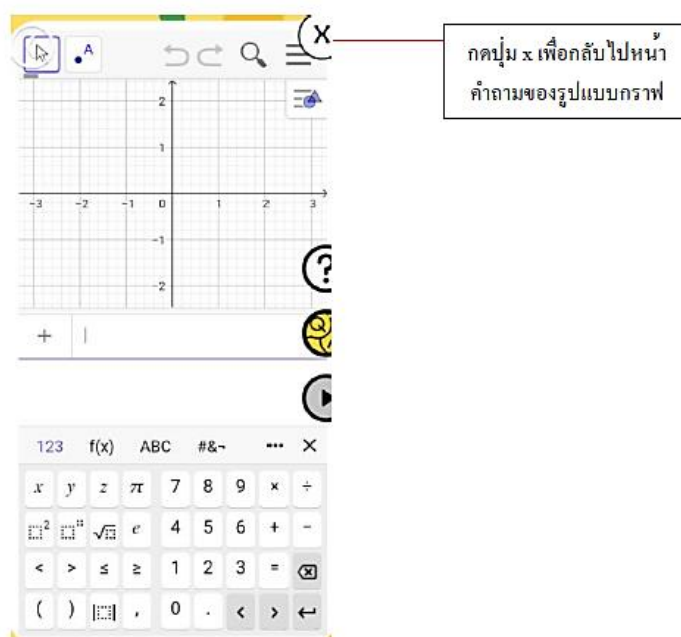 X
A
กดปุ่ม x เพื่อกลับไปหน้า
คำถามของรูปแบบกราฟ
2
1
-3 -2 -1 0 1 2 3
-1
?
-2
+
123 f(x) ABC #&¬ ... ×
x y z π 7 8 9 × ÷
² √ e 4 5 6 + −
< > ≤ ≥ 1 2 3 =
( ) | | , 0 . < >